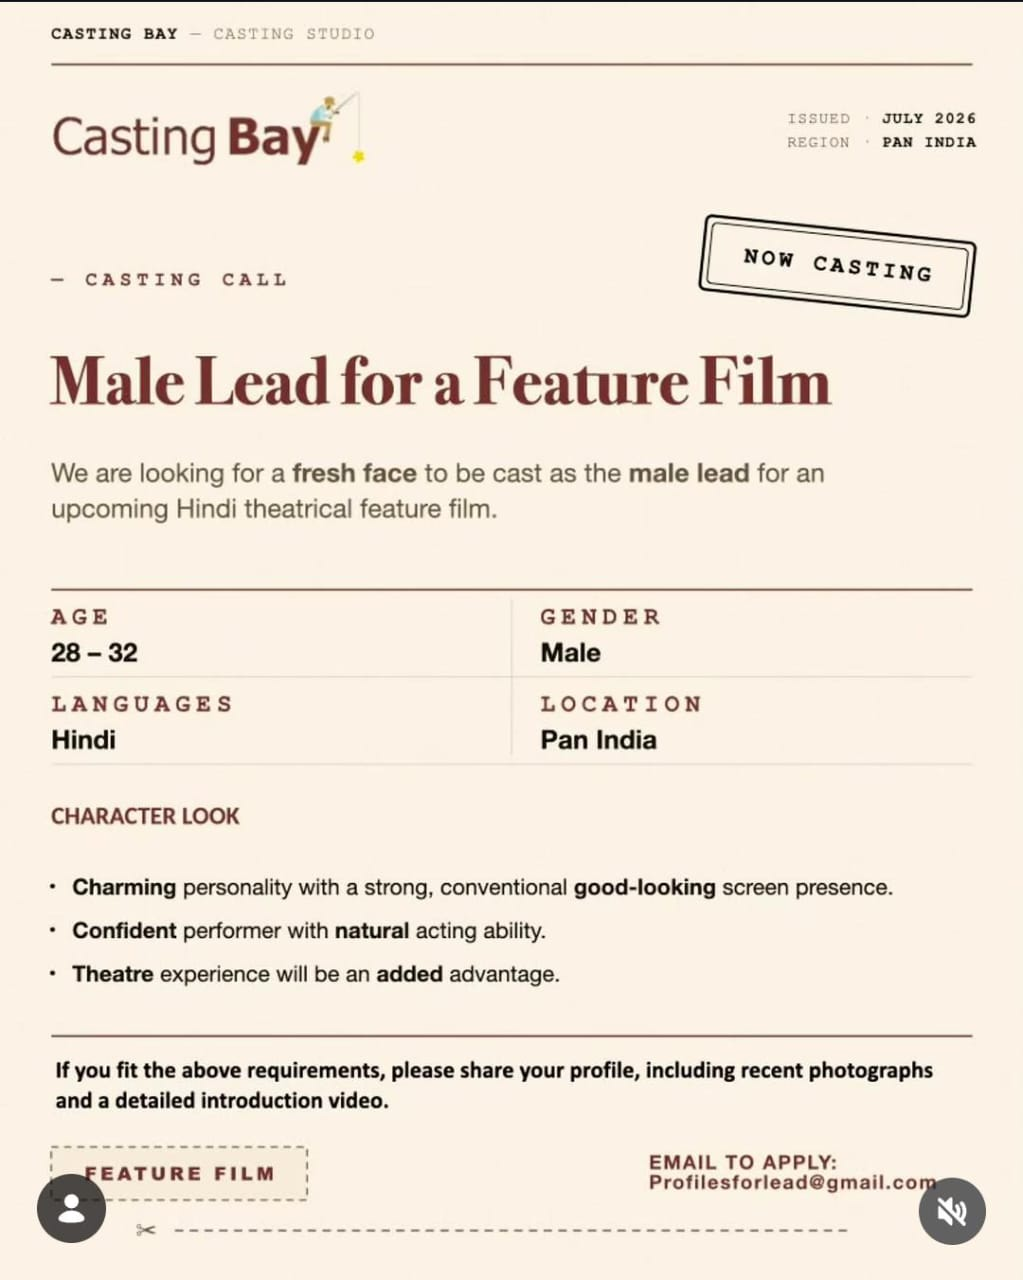 CASTING BAY — CASTING STUDIO
Casting Bay
ISSUED · JULY 2026
REGION · PAN INDIA
NOW CASTING
— CASTING CALL
Male Lead for a Feature Film
We are looking for a fresh face to be cast as the male lead for an
upcoming Hindi theatrical feature film.
AGE
28 – 32
GENDER
Male
LANGUAGES
Hindi
LOCATION
Pan India
CHARACTER LOOK
• Charming personality with a strong, conventional good-looking screen presence.
• Confident performer with natural acting ability.
• Theatre experience will be an added advantage.
If you fit the above requirements, please share your profile, including recent photographs
and a detailed introduction video.
FEATURE FILM
EMAIL TO APPLY:
Profilesforlead@gmail.com